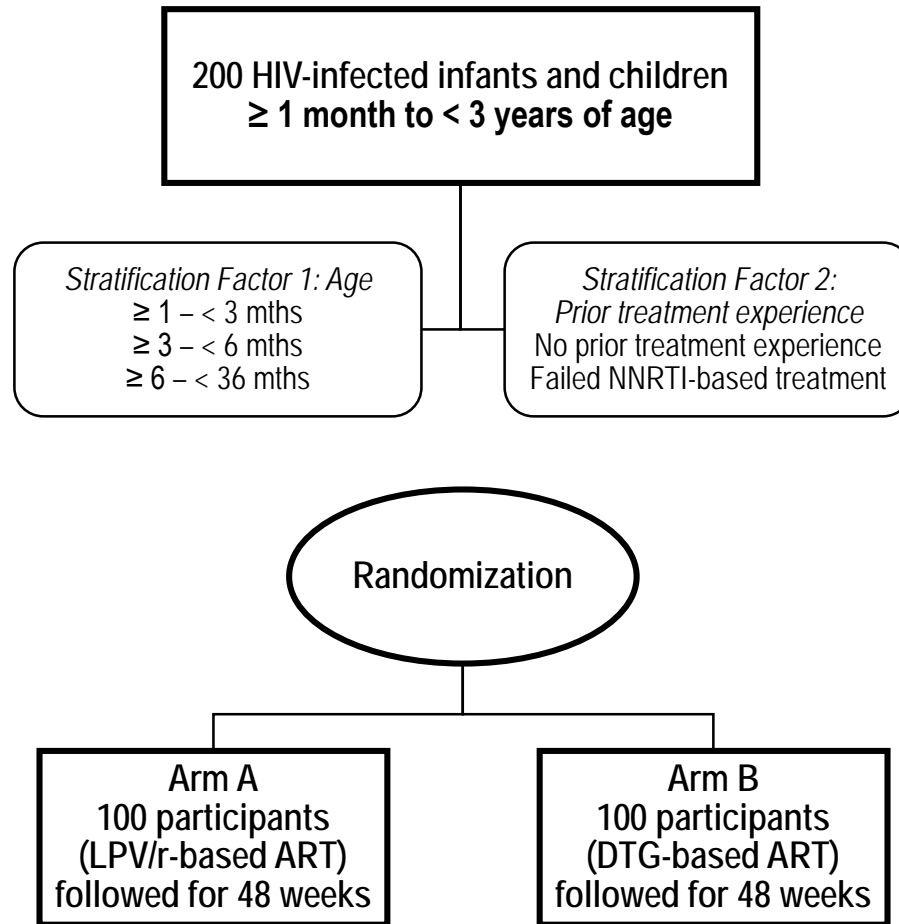 200 HIV-infected infants and children
≥ 1 month to < 3 years of age
Stratification Factor 1: Age
≥ 1 – < 3 mths
≥ 3 – < 6 mths
≥ 6 – < 36 mths
Stratification Factor 2:
Prior treatment experience
No prior treatment experience
Failed NNRTI-based treatment
Randomization
Arm A
100 participants
(LPV/r-based ART)
followed for 48 weeks
Arm B
100 participants
(DTG-based ART)
followed for 48 weeks